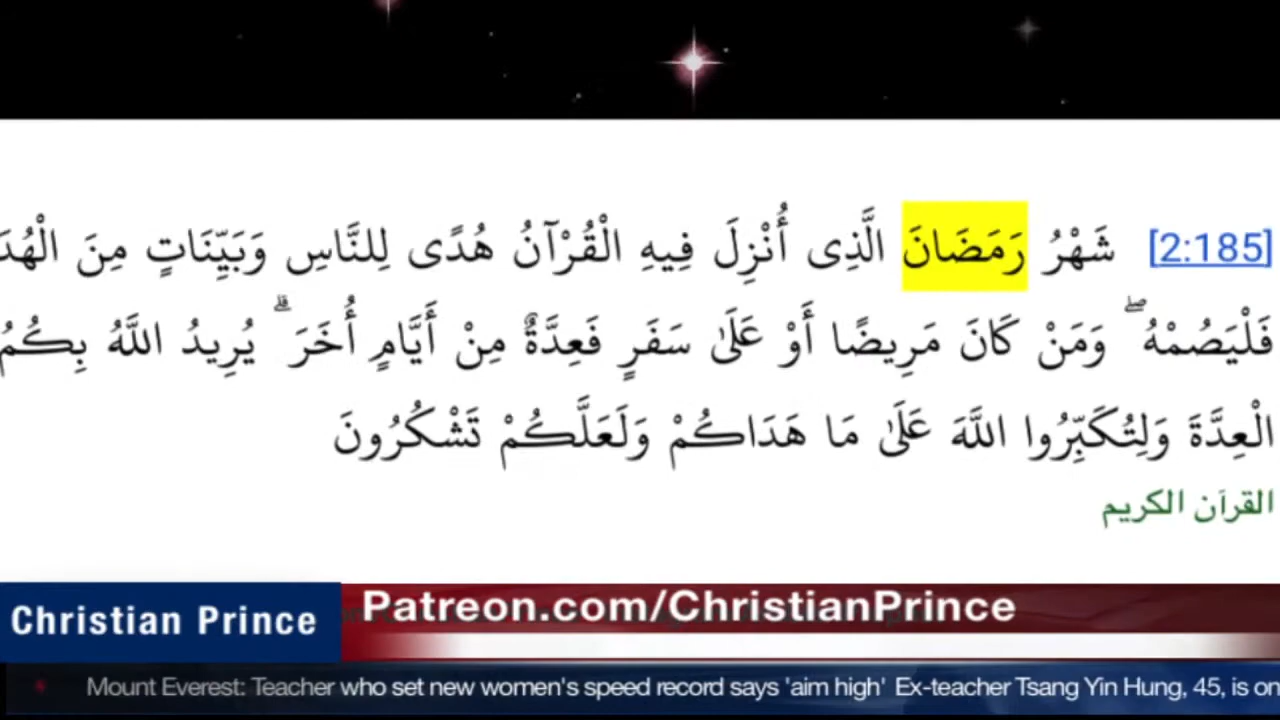 [2:185] شَهْرُ رَمَضَانَ الَّذِى أُنْزِلَ فِيهِ الْقُرْآنُ هُدًى لِلنَّاسِ وَبَيِّنَاتٍ مِنَ الْهُدَ
فَلْيَصُمْهُ ۖ وَمَنْ كَانَ مَرِيضًا أَوْ عَلَىٰ سَفَرٍ فَعِدَّةٌ مِنْ أَيَّامٍ أُخَرَ ۗ يُرِيدُ اللَّهُ بِكُمُ
الْعِدَّةَ وَلِتُكَبِّرُوا اللَّهَ عَلَىٰ مَا هَدَاكُمْ وَلَعَلَّكُمْ تَشْكُرُونَ
القرآن الكريم
Christian Prince
Patreon.com/ChristianPrince
Mount Everest: Teacher who set new women's speed record says 'aim high' Ex-teacher Tsang Yin Hung, 45, is on